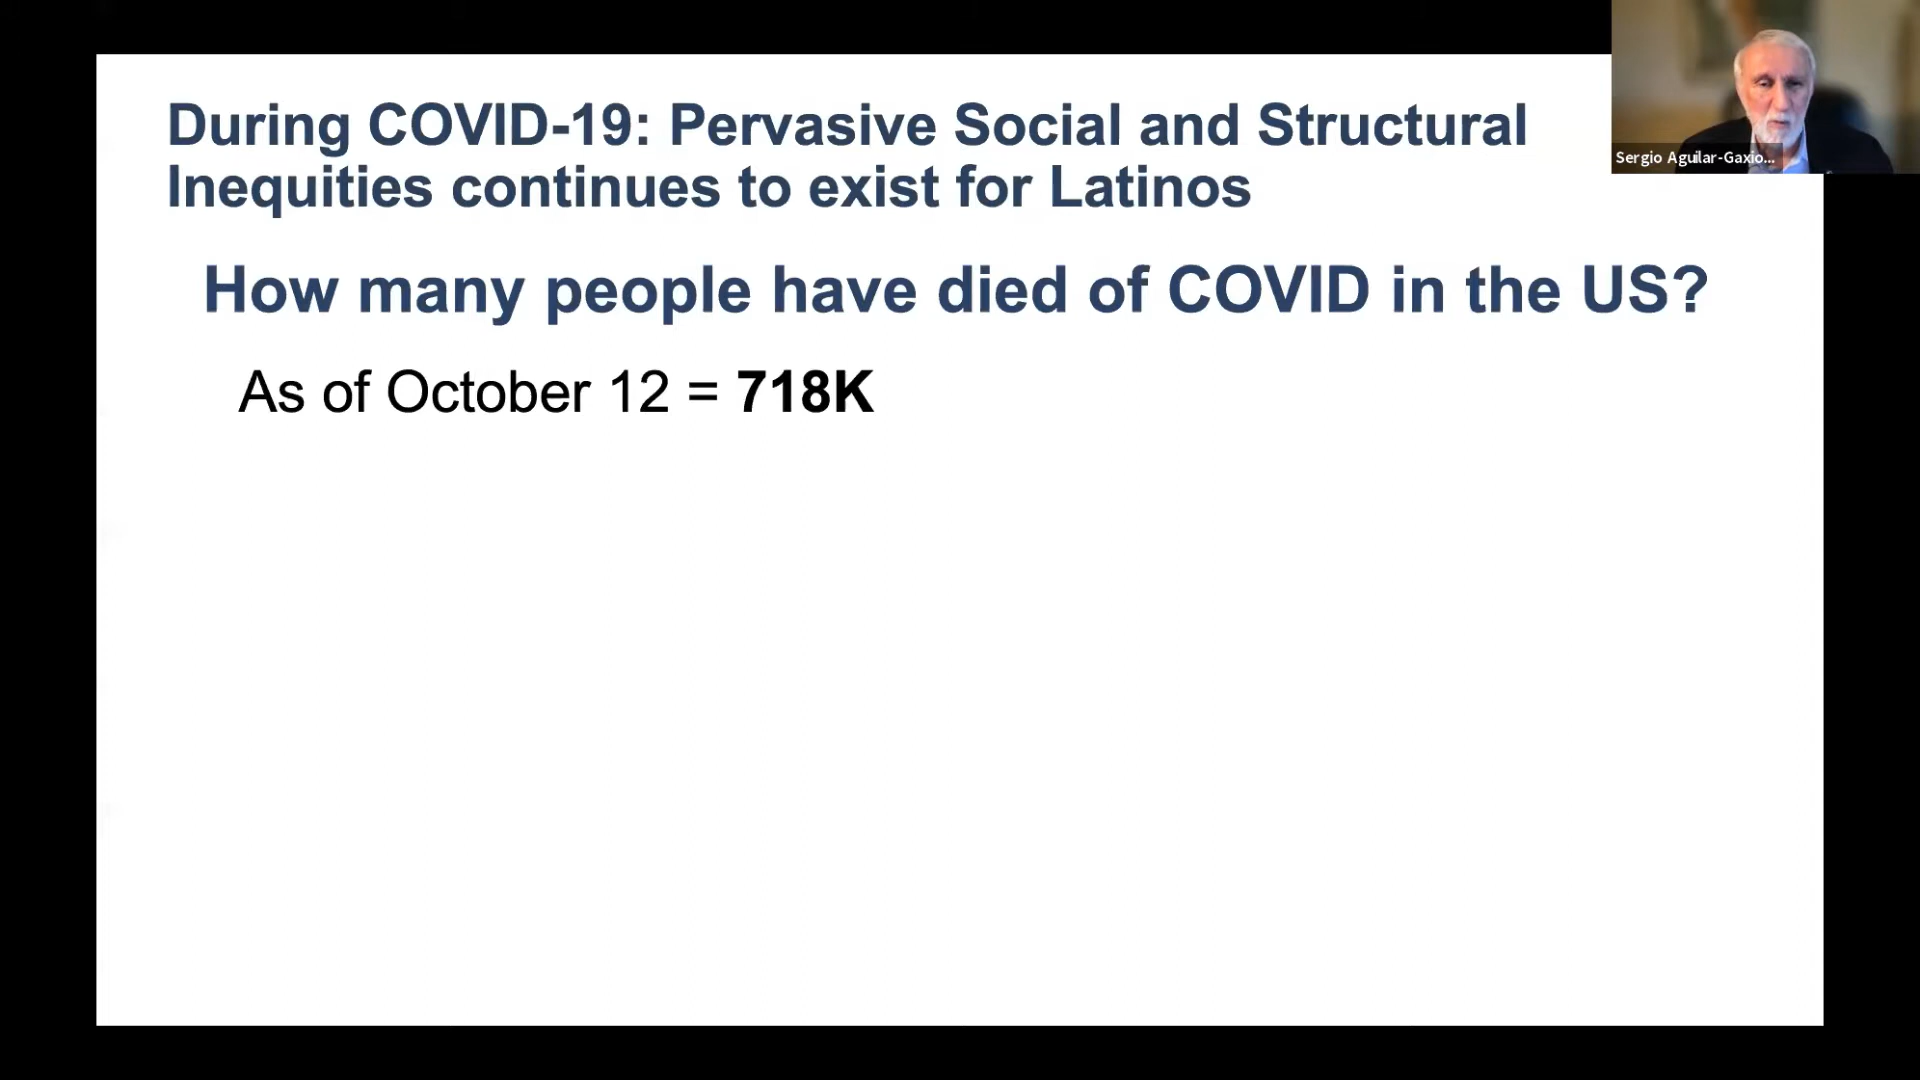 During COVID-19: Pervasive Social and Structural
Inequities continues to exist for Latinos
How many people have died of COVID in the US?
As of October 12 = 718K
Sergio Aguilar-Gaxio...